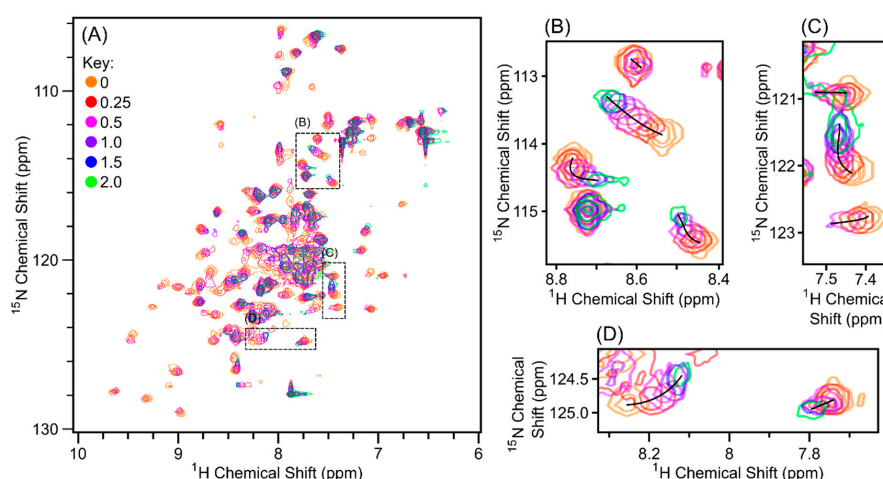 (A)
Key:
0
0.25
0.5
1.0
1.5
2.0
(B)
(C)
(D)
110
120
130
10
9
8
7
6
15N Chemical Shift (ppm)
1H Chemical Shift (ppm)
(B)
113
114
115
8.8
8.6
8.4
15N Chemical Shift (ppm)
1H Chemical Shift (ppm)
(C)
121
122
123
7.5
7.4
15N Chemical Shift (ppm)
1H Chemica
Shift (ppm
(D)
124.5
125.0
8.2
8
7.8
15N Chemical
Shift (ppm)
1H Chemical Shift (ppm)